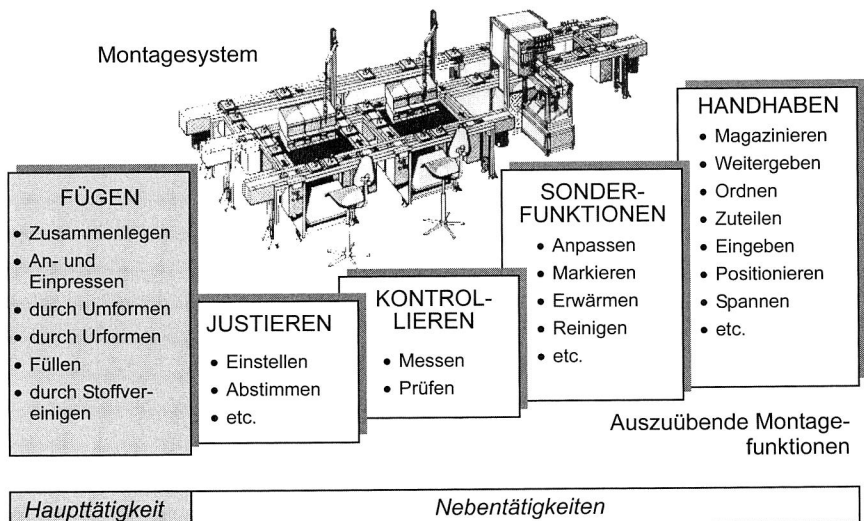 Montagesystem
FÜGEN
• Zusammenlegen
• An- und
Einpressen
• durch Umformen
• durch Urformen
• Füllen
• durch Stoffver-
einigen
JUSTIEREN
• Einstellen
• Abstimmen
• etc.
KONTROL-
LIEREN
• Messen
• Prüfen
SONDER-
FUNKTIONEN
• Anpassen
• Markieren
• Erwärmen
• Reinigen
• etc.
HANDHABEN
• Magazinieren
• Weitergeben
• Ordnen
• Zuteilen
• Eingeben
• Positionieren
• Spannen
• etc.
Auszuübende Montage-
funktionen
Haupttätigkeit
Nebentätigkeiten